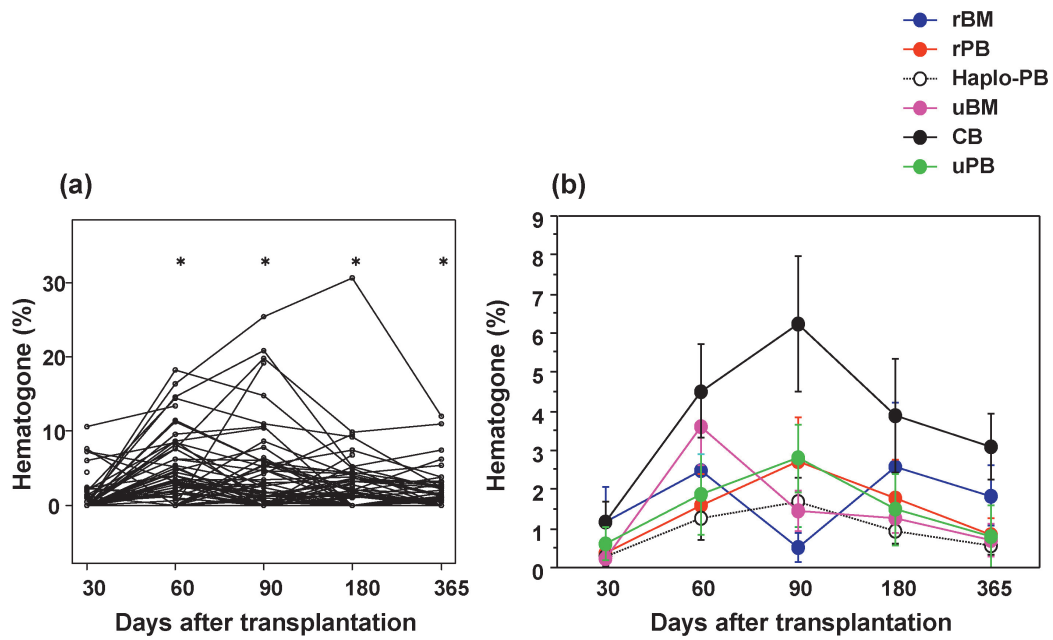 rBM
rPB
Haplo-PB
uBM
CB
uPB
(a)
* * * *
30
20
10
0
Hematogone (%)
30 60 90 180 365
Days after transplantation
(b)
9
8
7
6
5
4
3
2
1
0
Hematogone (%)
30 60 90 180 365
Days after transplantation